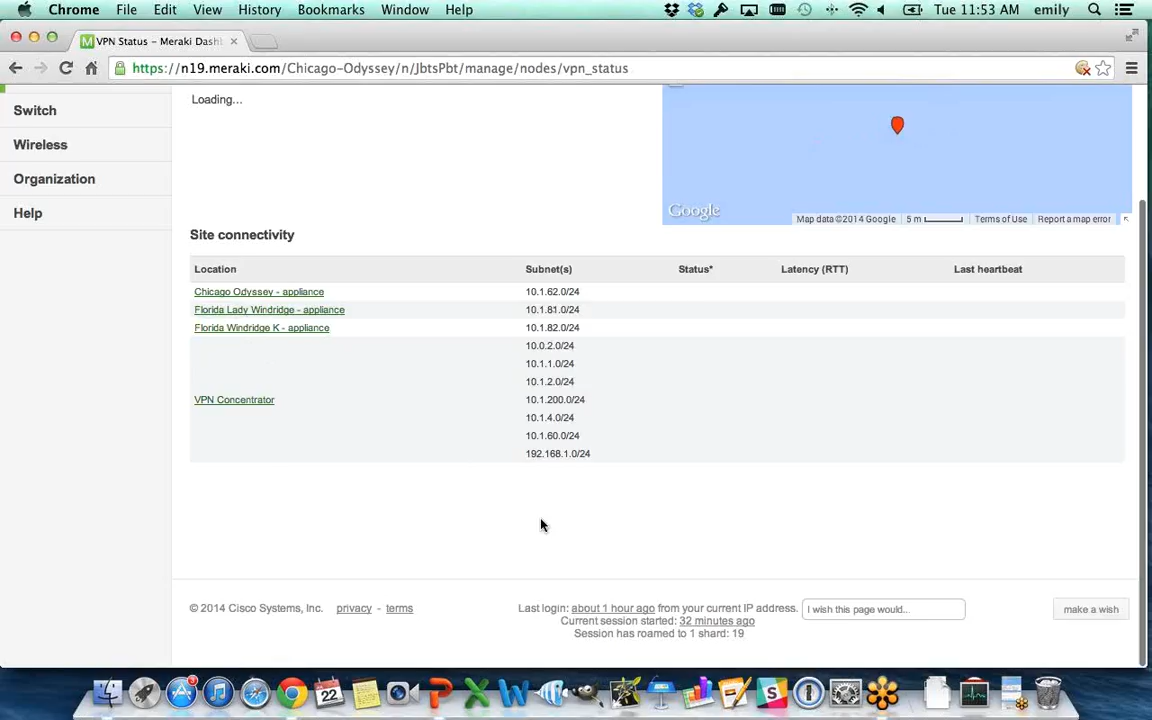 Chrome File Edit View History Bookmarks Window Help Tue 11:53 AM emily
VPN Status - Meraki Dash
https://n19.meraki.com/Chicago-Odyssey/n/JbtsPbt/manage/nodes/vpn_status
Switch
Wireless
Organization
Help
Loading...
Google
Map data ©2014 Google 5 m Terms of Use Report a map error
Site connectivity
Location Subnet(s) Status* Latency (RTT) Last heartbeat
Chicago Odyssey - appliance 10.1.62.0/24
Florida Lady Windridge - appliance 10.1.81.0/24
Florida Windridge K - appliance 10.1.82.0/24
10.0.2.0/24
10.1.1.0/24
10.1.2.0/24
VPN Concentrator 10.1.200.0/24
10.1.4.0/24
10.1.60.0/24
192.168.1.0/24
© 2014 Cisco Systems, Inc. privacy - terms
Last login: about 1 hour ago from your current IP address.
Current session started: 32 minutes ago
Session has roamed to 1 shard: 19
I wish this page would...
make a wish
22